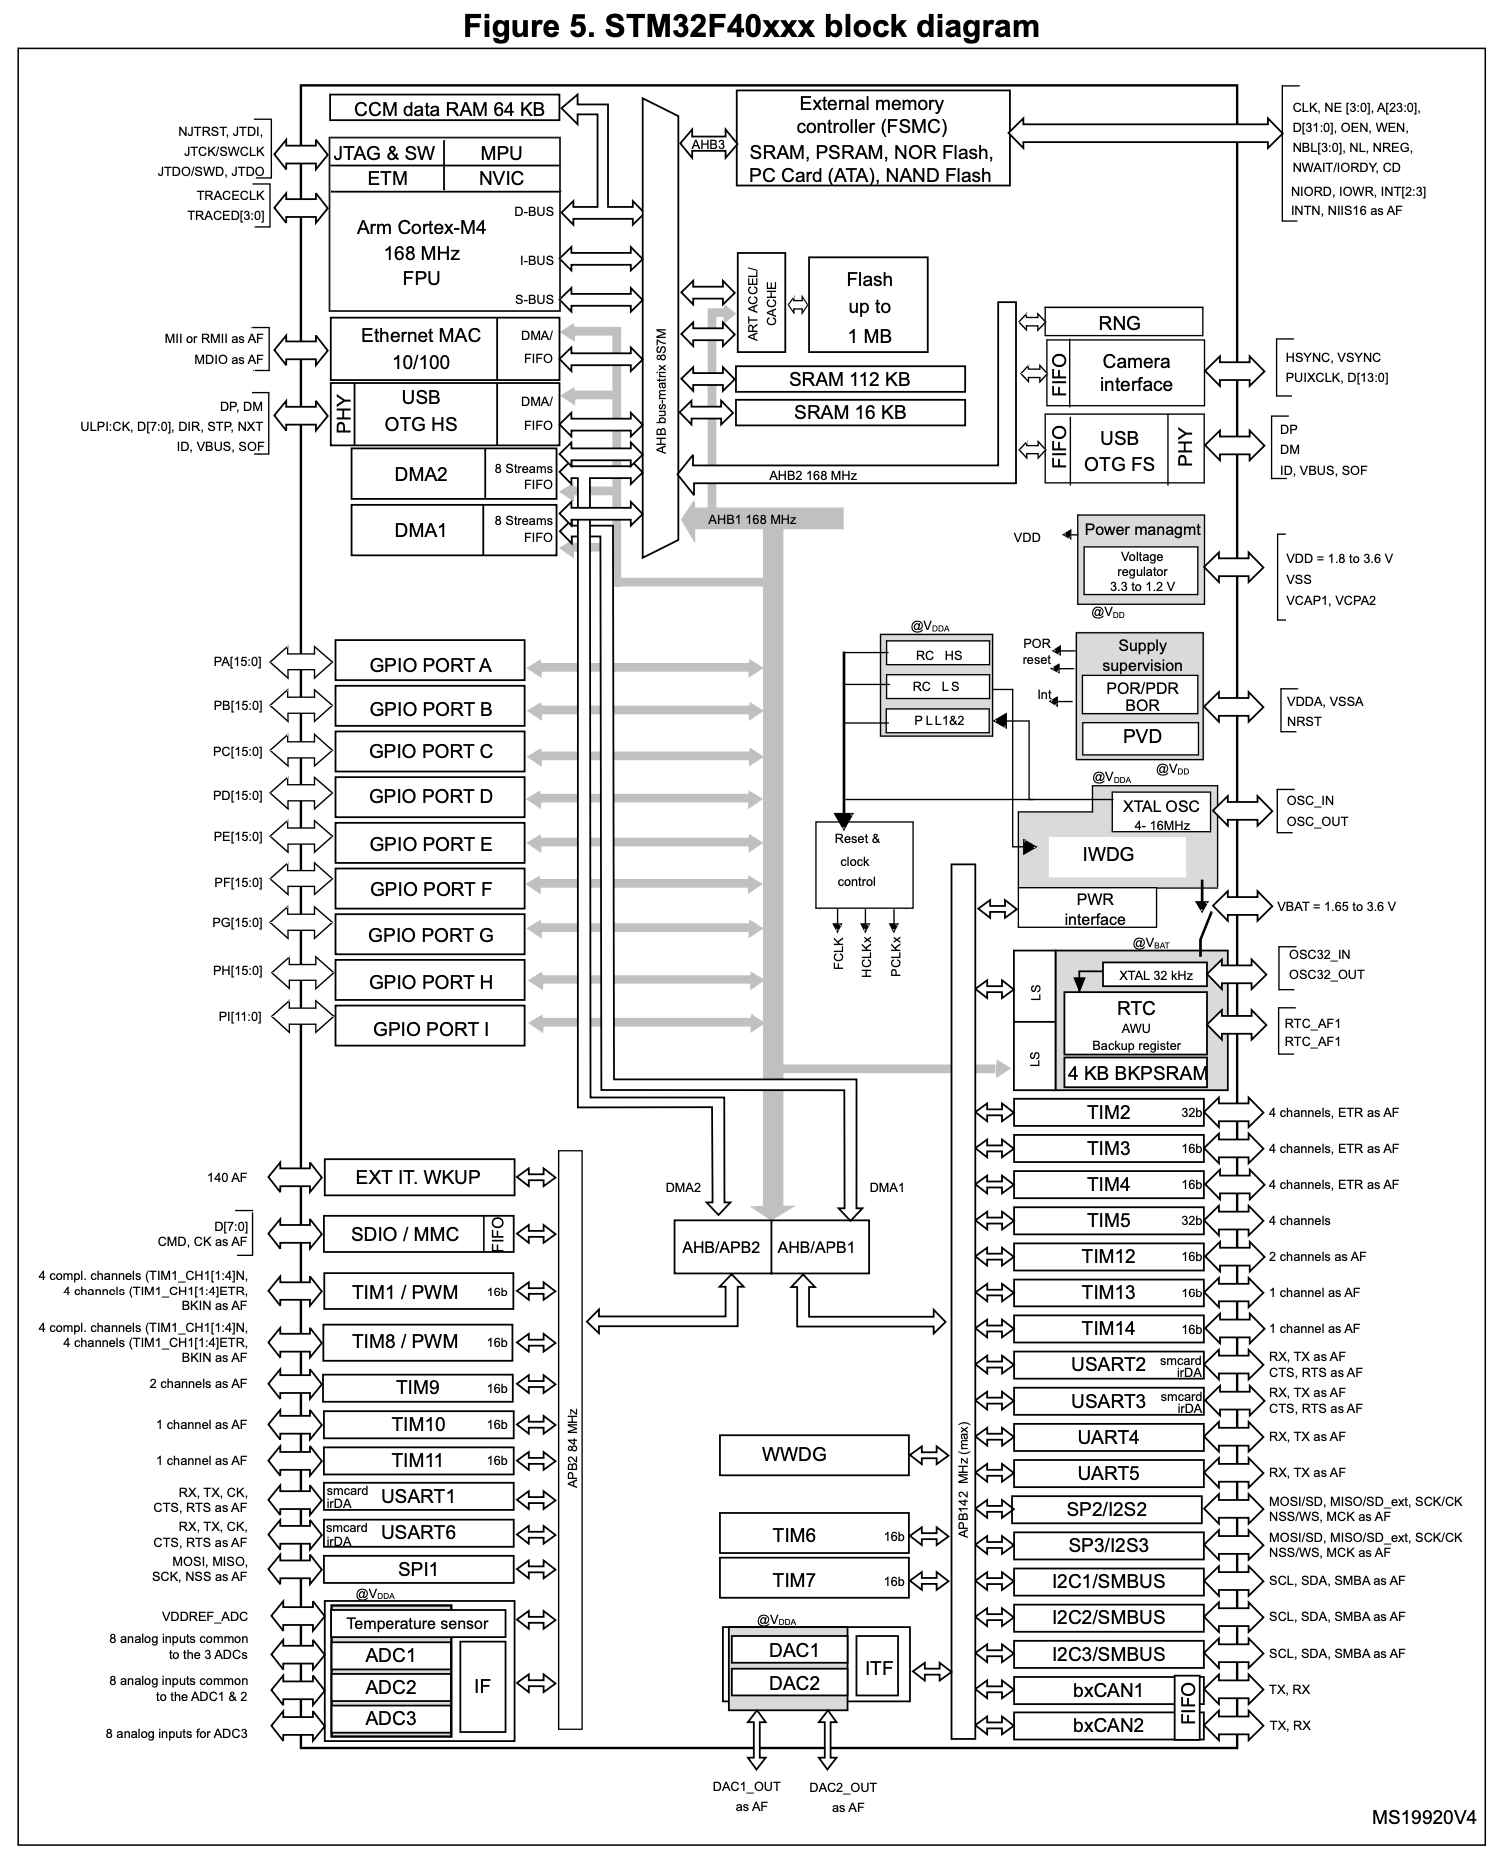 Figure 5. STM32F40xxx block diagram
CCM data RAM 64 KB
NJTRST, JTDI,
JTCK/SWCLK
JTDO/SWD, JTDO
TRACECLK
TRACED[3:0]
JTAG & SW
MPU
ETM
NVIC
Arm Cortex-M4
168 MHz
FPU
D-BUS
I-BUS
S-BUS
AHB3
External memory
controller (FSMC)
SRAM, PSRAM, NOR Flash,
PC Card (ATA), NAND Flash
CLK, NE [3:0], A[23:0],
D[31:0], OEN, WEN,
NBL[3:0], NL, NREG,
NWAIT/IORDY, CD
NIORD, IOWR, INT[2:3]
INTN, NIIS16 as AF
MII or RMII as AF
MDIO as AF
Ethernet MAC
10/100
DMA/
FIFO
DP, DM
ULPI:CK, D[7:0], DIR, STP, NXT
ID, VBUS, SOF
PHY
USB
OTG HS
DMA/
FIFO
DMA2
8 Streams
FIFO
DMA1
8 Streams
FIFO
AHB bus-matrix 8S7M
ART ACCEL/
CACHE
Flash
up to
1 MB
SRAM 112 KB
SRAM 16 KB
AHB2 168 MHz
AHB1 168 MHz
RNG
FIFO
Camera
interface
HSYNC, VSYNC
PUIXCLK, D[13:0]
FIFO
USB
OTG FS
PHY
DP
DM
ID, VBUS, SOF
VDD
Power managmt
Voltage
regulator
3.3 to 1.2 V
@VDD
VDD = 1.8 to 3.6 V
VSS
VCAP1, VCPA2
@VDDA
RC HS
RC LS
PLL1&2
POR
reset
Int
Supply
supervision
POR/PDR
BOR
PVD
@VDD
VDDA, VSSA
NRST
@VDDA
XTAL OSC
4- 16MHz
IWDG
OSC_IN
OSC_OUT
Reset &
clock
control
FCLK
HCLKx
PCLKx
PWR
interface
VBAT = 1.65 to 3.6 V
@VBAT
LS
LS
XTAL 32 kHz
RTC
AWU
Backup register
4 KB BKPSRAM
OSC32_IN
OSC32_OUT
RTC_AF1
RTC_AF1
PA[15:0]
GPIO PORT A
PB[15:0]
GPIO PORT B
PC[15:0]
GPIO PORT C
PD[15:0]
GPIO PORT D
PE[15:0]
GPIO PORT E
PF[15:0]
GPIO PORT F
PG[15:0]
GPIO PORT G
PH[15:0]
GPIO PORT H
PI[11:0]
GPIO PORT I
DMA2
DMA1
AHB/APB2
AHB/APB1
140 AF
EXT IT. WKUP
D[7:0]
CMD, CK as AF
SDIO / MMC
FIFO
4 compl. channels (TIM1_CH1[1:4]N,
4 channels (TIM1_CH1[1:4]ETR,
BKIN as AF
TIM1 / PWM
16b
4 compl. channels (TIM1_CH1[1:4]N,
4 channels (TIM1_CH1[1:4]ETR,
BKIN as AF
TIM8 / PWM
16b
2 channels as AF
TIM9
16b
1 channel as AF
TIM10
16b
1 channel as AF
TIM11
16b
RX, TX, CK,
CTS, RTS as AF
smcard
irDA
USART1
RX, TX, CK,
CTS, RTS as AF
smcard
irDA
USART6
MOSI, MISO,
SCK, NSS as AF
SPI1
@VDDA
VDDREF_ADC
Temperature sensor
8 analog inputs common
to the 3 ADCs
ADC1
8 analog inputs common
to the ADC1 & 2
ADC2
8 analog inputs for ADC3
ADC3
IF
APB2 84 MHz
WWDG
TIM6
16b
TIM7
16b
@VDDA
DAC1
DAC2
ITF
DAC1_OUT
as AF
DAC2_OUT
as AF
APB142 MHz (max)
TIM2
32b
4 channels, ETR as AF
TIM3
16b
4 channels, ETR as AF
TIM4
16b
4 channels, ETR as AF
TIM5
32b
4 channels
TIM12
16b
2 channels as AF
TIM13
16b
1 channel as AF
TIM14
16b
1 channel as AF
USART2
smcard
irDA
RX, TX as AF
CTS, RTS as AF
USART3
smcard
irDA
RX, TX as AF
CTS, RTS as AF
UART4
RX, TX as AF
UART5
RX, TX as AF
SP2/I2S2
MOSI/SD, MISO/SD_ext, SCK/CK
NSS/WS, MCK as AF
SP3/I2S3
MOSI/SD, MISO/SD_ext, SCK/CK
NSS/WS, MCK as AF
I2C1/SMBUS
SCL, SDA, SMBA as AF
I2C2/SMBUS
SCL, SDA, SMBA as AF
I2C3/SMBUS
SCL, SDA, SMBA as AF
bxCAN1
TX, RX
bxCAN2
FIFO
TX, RX
MS19920V4